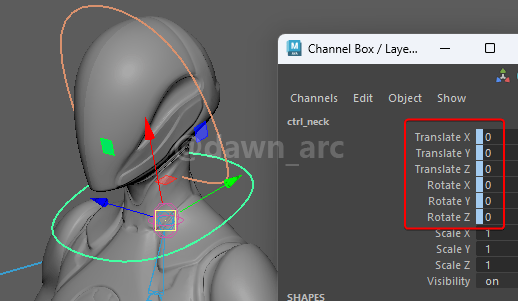 Channel Box / Laye...
Channels Edit Object Show
ctrl_neck
@dawn_arc
Translate X 0
Translate Y 0
Translate Z 0
Rotate X 0
Rotate Y 0
Rotate Z 0
Scale X 1
Scale Y 1
Scale Z 1
Visibility on
SHAPES